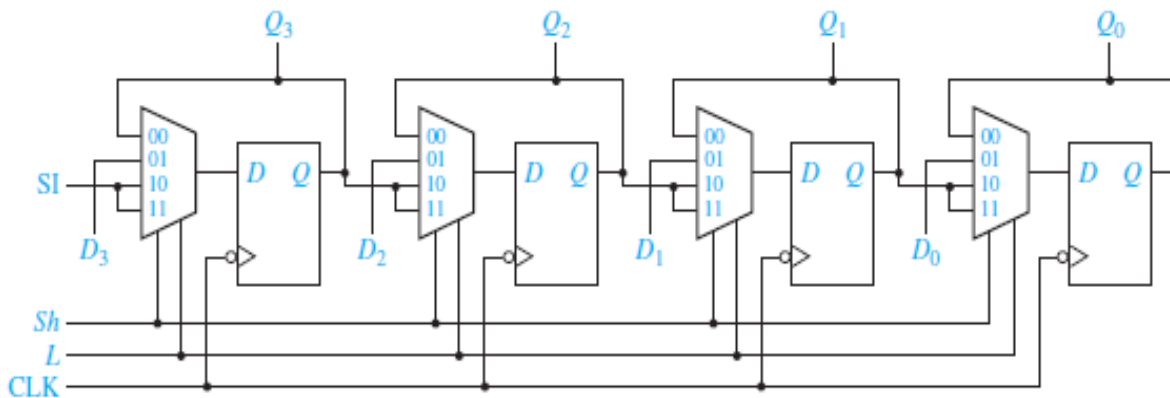 Q3 Q2 Q1 Q0
00 00 00 00
01 01 01 01
D Q D Q D Q D Q
SI 10 10 10 10
11 11 11 11
D3 D2 D1 D0
Sh
L
CLK